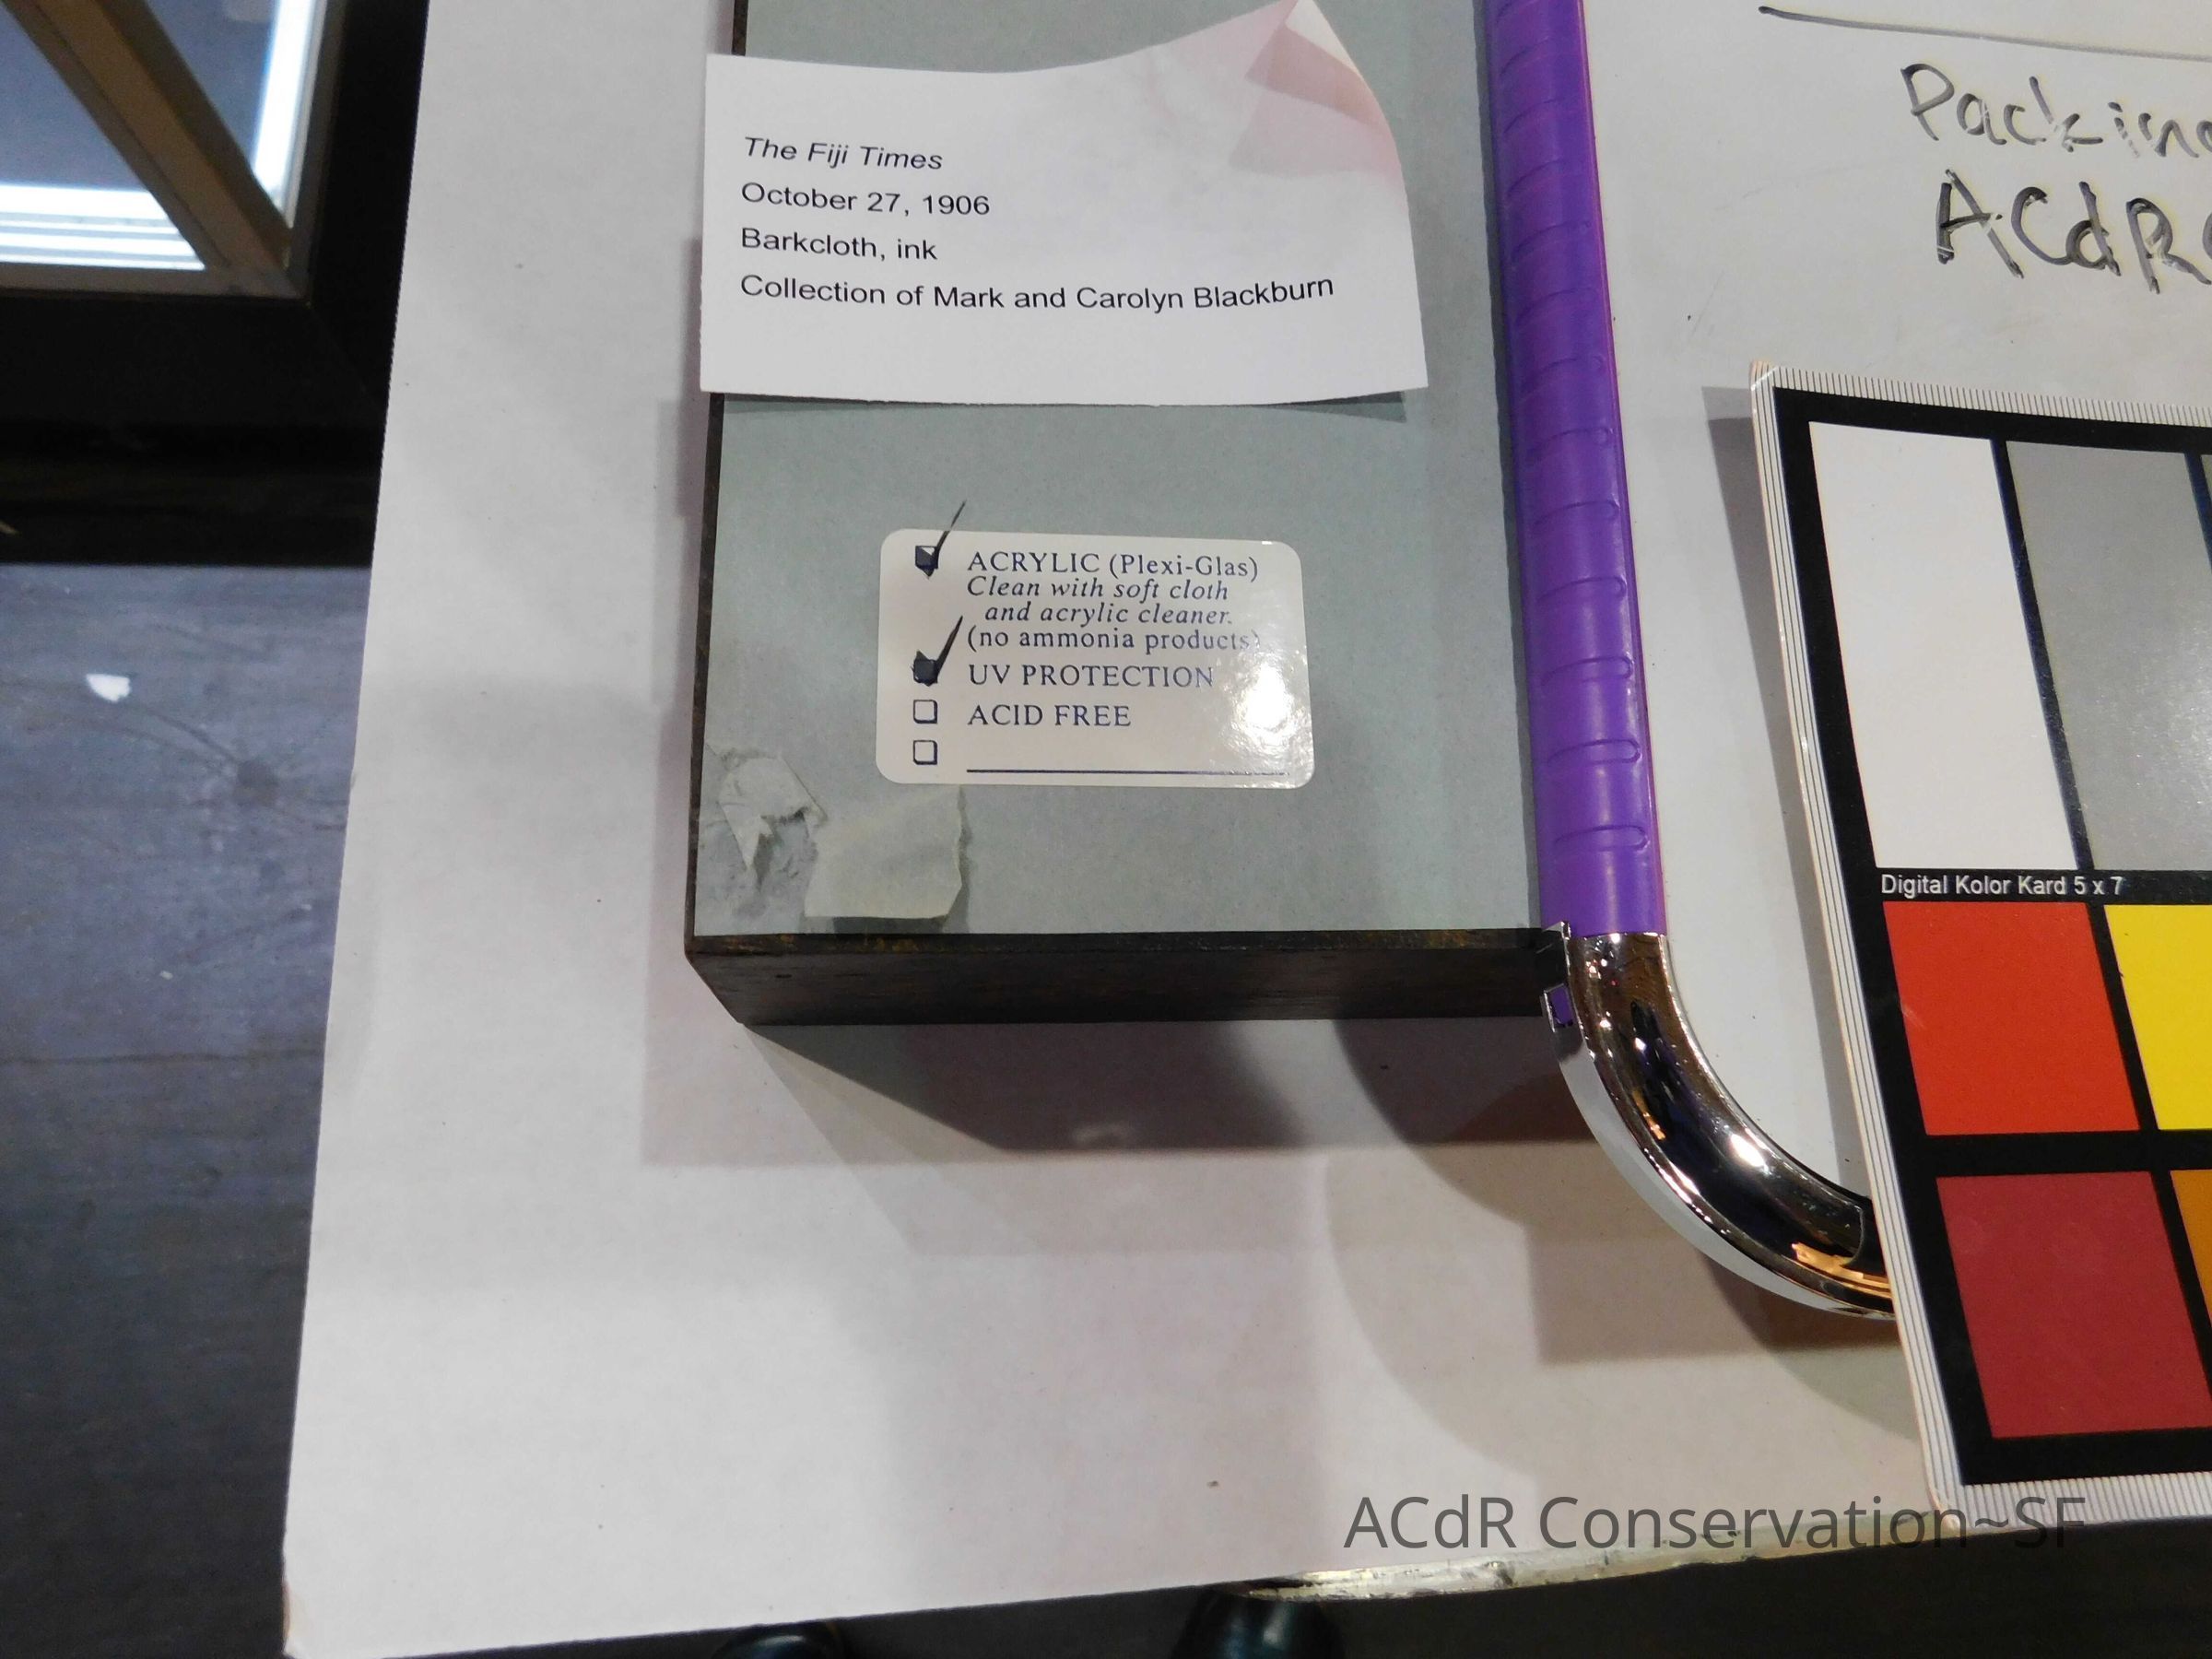 The Fiji Times
October 27, 1906
Barkcloth, ink
Collection of Mark and Carolyn Blackburn
ACRYLIC (Plexi-Glas)
Clean with soft cloth
and acrylic cleaner.
(no ammonia products)
UV PROTECTION
ACID FREE
Packing
ACdR
Digital Kolor Kard 5 x 7
ACdR Conservation~SF